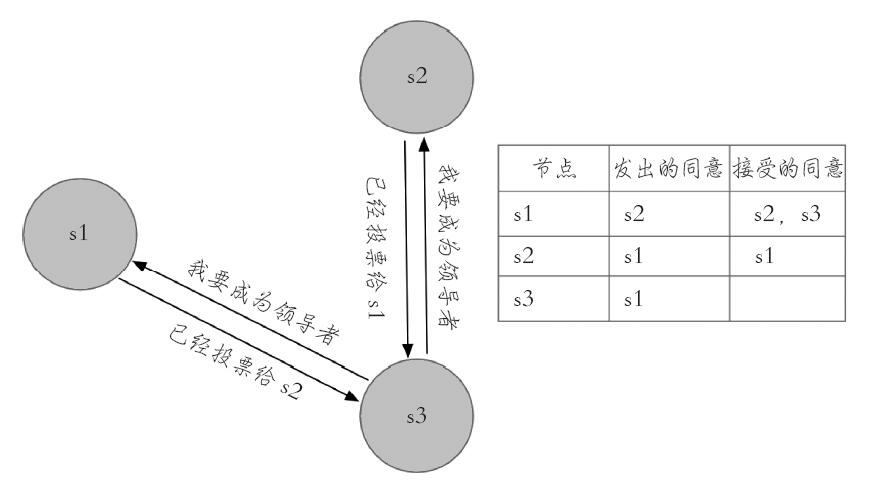 s2
s1
s3
我要成为领导者
已经投票给 s1
我要成为领导者
已经投票给 s2
节点 发出的同意 接受的同意
s1 s2 s2，s3
s2 s1 s1
s3 s1